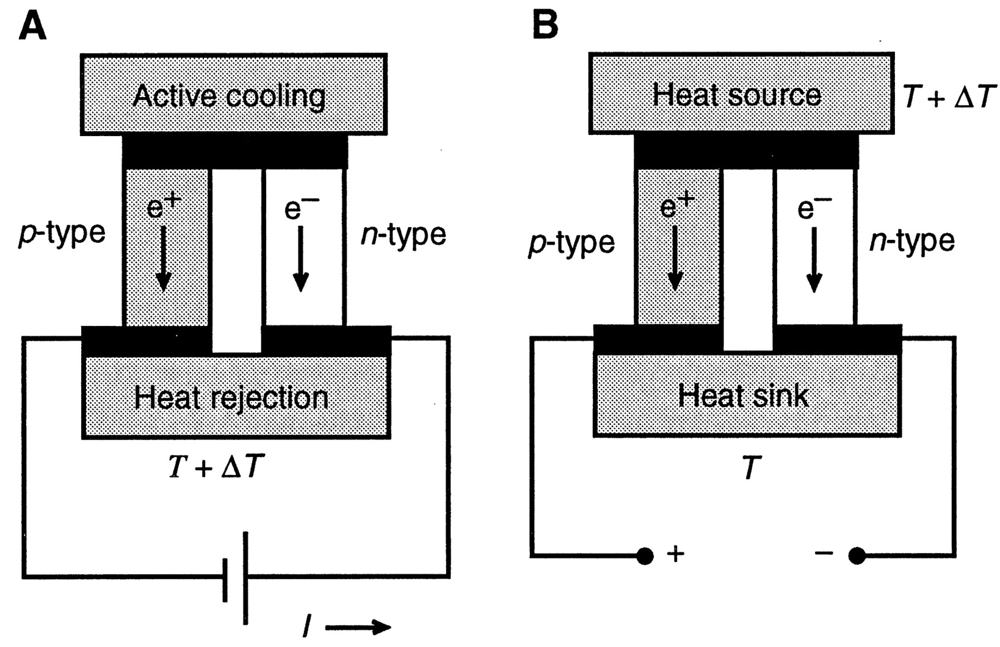 A
Active cooling
p-type
e+
e−
n-type
Heat rejection
T + ΔT
I
B
Heat source
T + ΔT
p-type
e+
e−
n-type
Heat sink
T
+
−